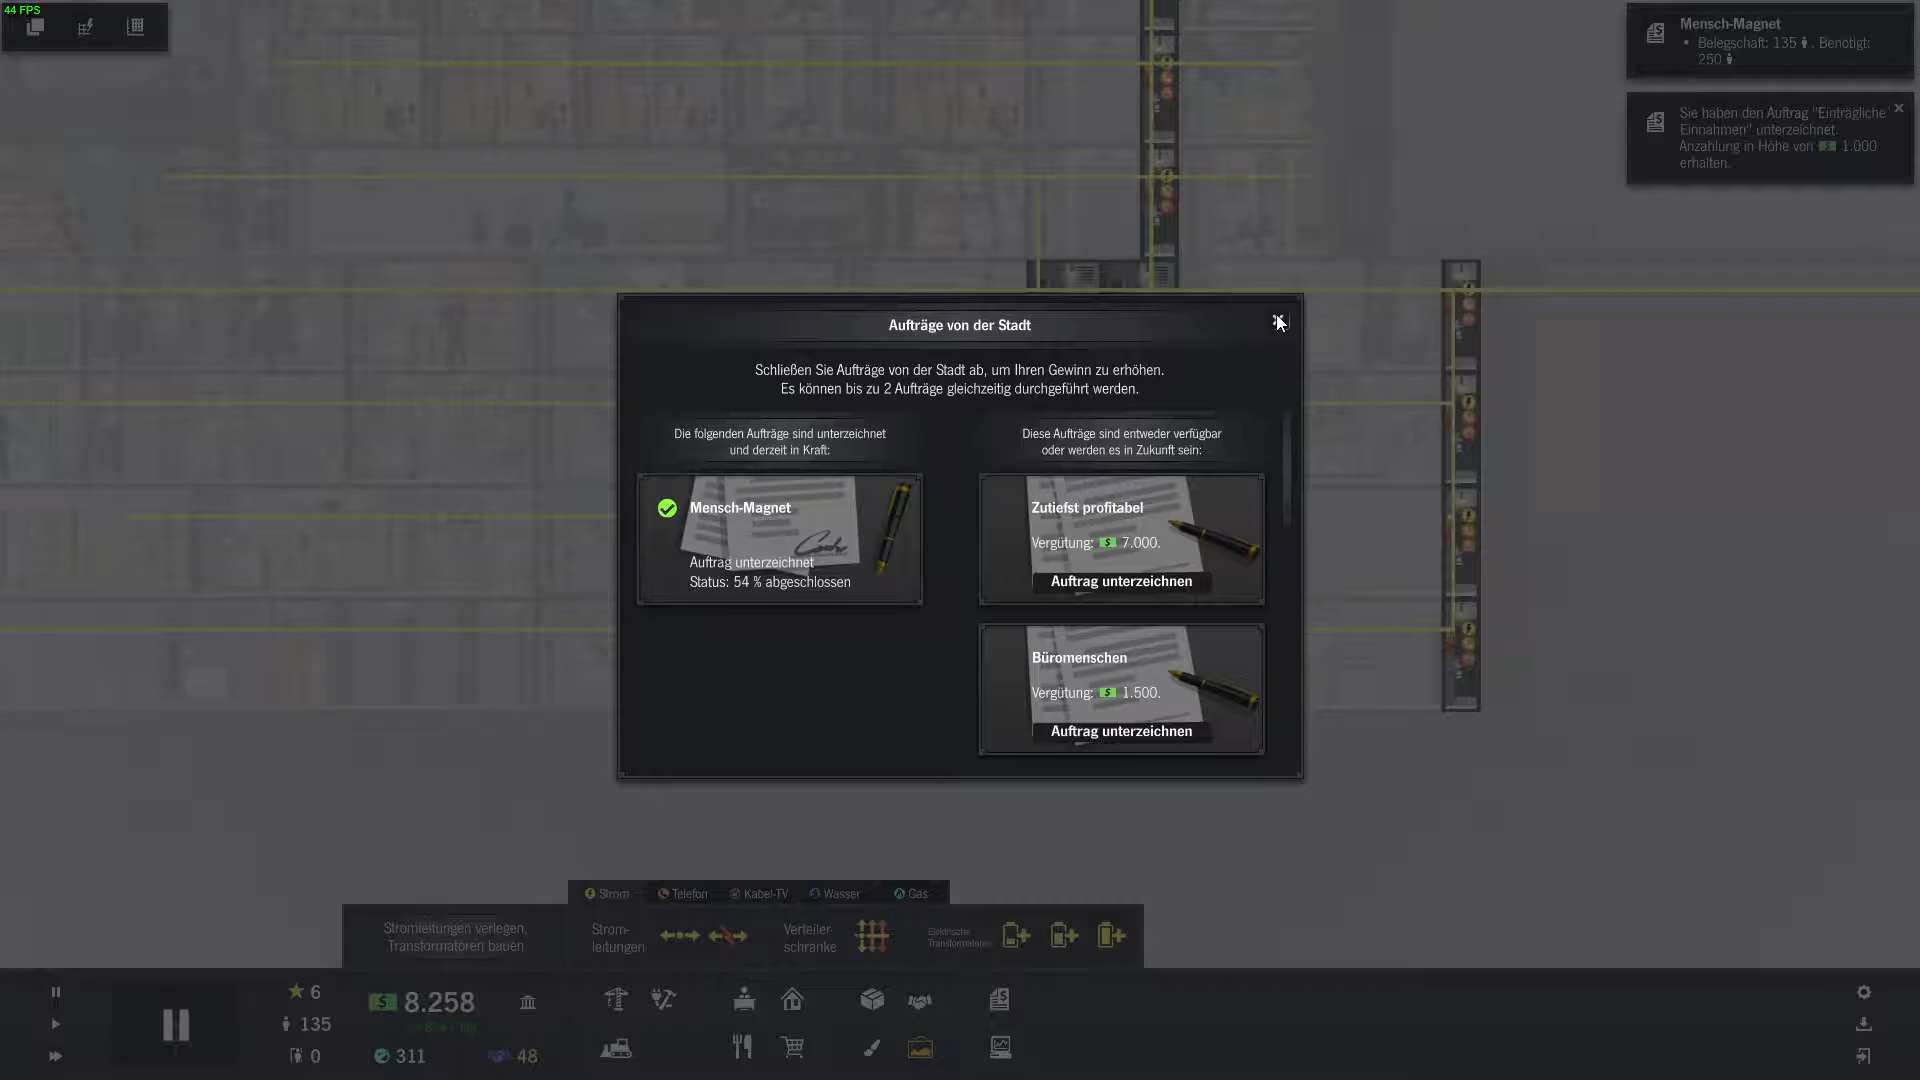 44 FPS
Mensch-Magnet
• Belegschaft: 135 . Benötigt:
250
Sie haben den Auftrag "Einträgliche
Einnahmen" unterzeichnet.
Anzahlung in Höhe von $ 1.000
erhalten.
Aufträge von der Stadt
Schließen Sie Aufträge von der Stadt ab, um Ihren Gewinn zu erhöhen.
Es können bis zu 2 Aufträge gleichzeitig durchgeführt werden.
Die folgenden Aufträge sind unterzeichnet
und derzeit in Kraft:
Mensch-Magnet
Auftrag unterzeichnet
Status: 54 % abgeschlossen
Diese Aufträge sind entweder verfügbar
oder werden es in Zukunft sein:
Zutiefst profitabel
Vergütung: $ 7.000.
Auftrag unterzeichnen
Büromenschen
Vergütung: $ 1.500.
Auftrag unterzeichnen
Strom Telefon Kabel-TV Wasser Gas
Stromleitungen verlegen,
Transformatoren bauen
Strom-
leitungen
Verteiler-
schränke
Elektrische
Transformatoren
6
135
0
$ 8.258
311
48